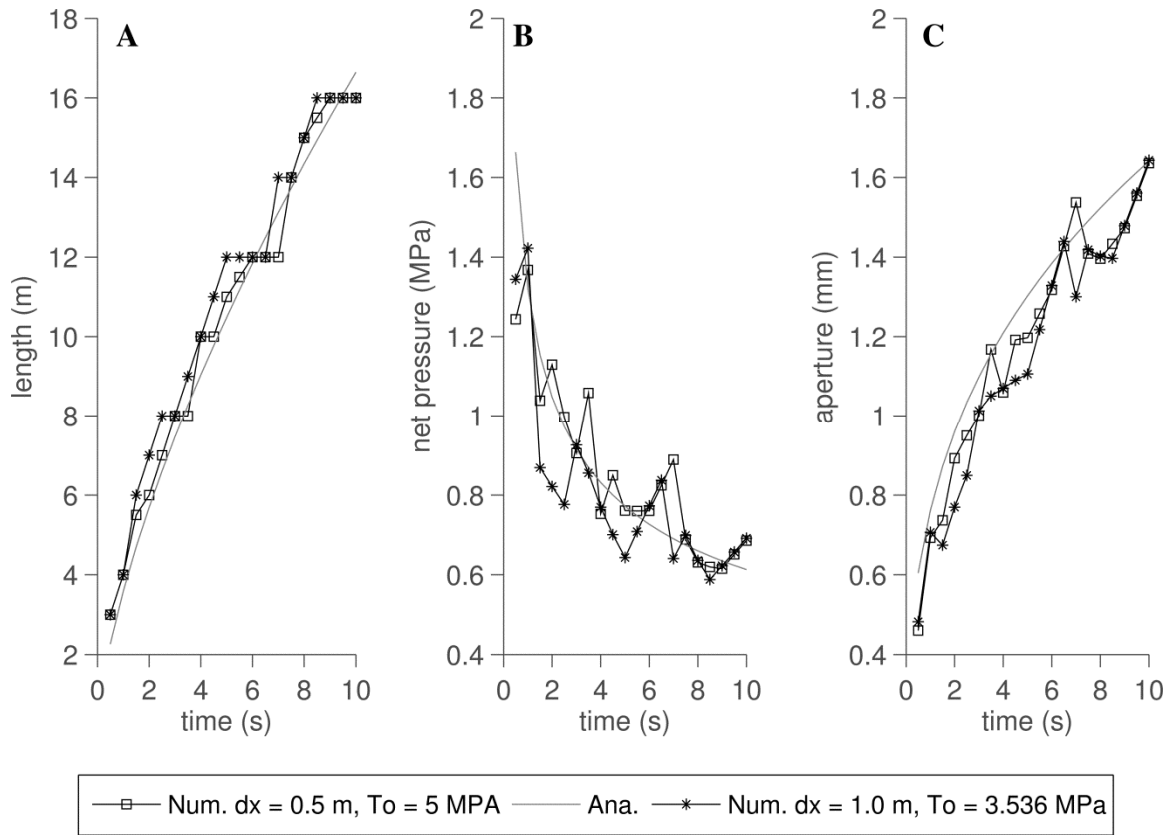 A
length (m)
18
16
14
12
10
8
6
4
2
0 2 4 6 8 10
time (s)
B
net pressure (MPa)
2
1.8
1.6
1.4
1.2
1
0.8
0.6
0.4
0 2 4 6 8 10
time (s)
C
aperture (mm)
2
1.8
1.6
1.4
1.2
1
0.8
0.6
0.4
0 2 4 6 8 10
time (s)
Num. dx = 0.5 m, To = 5 MPA Ana. Num. dx = 1.0 m, To = 3.536 MPa